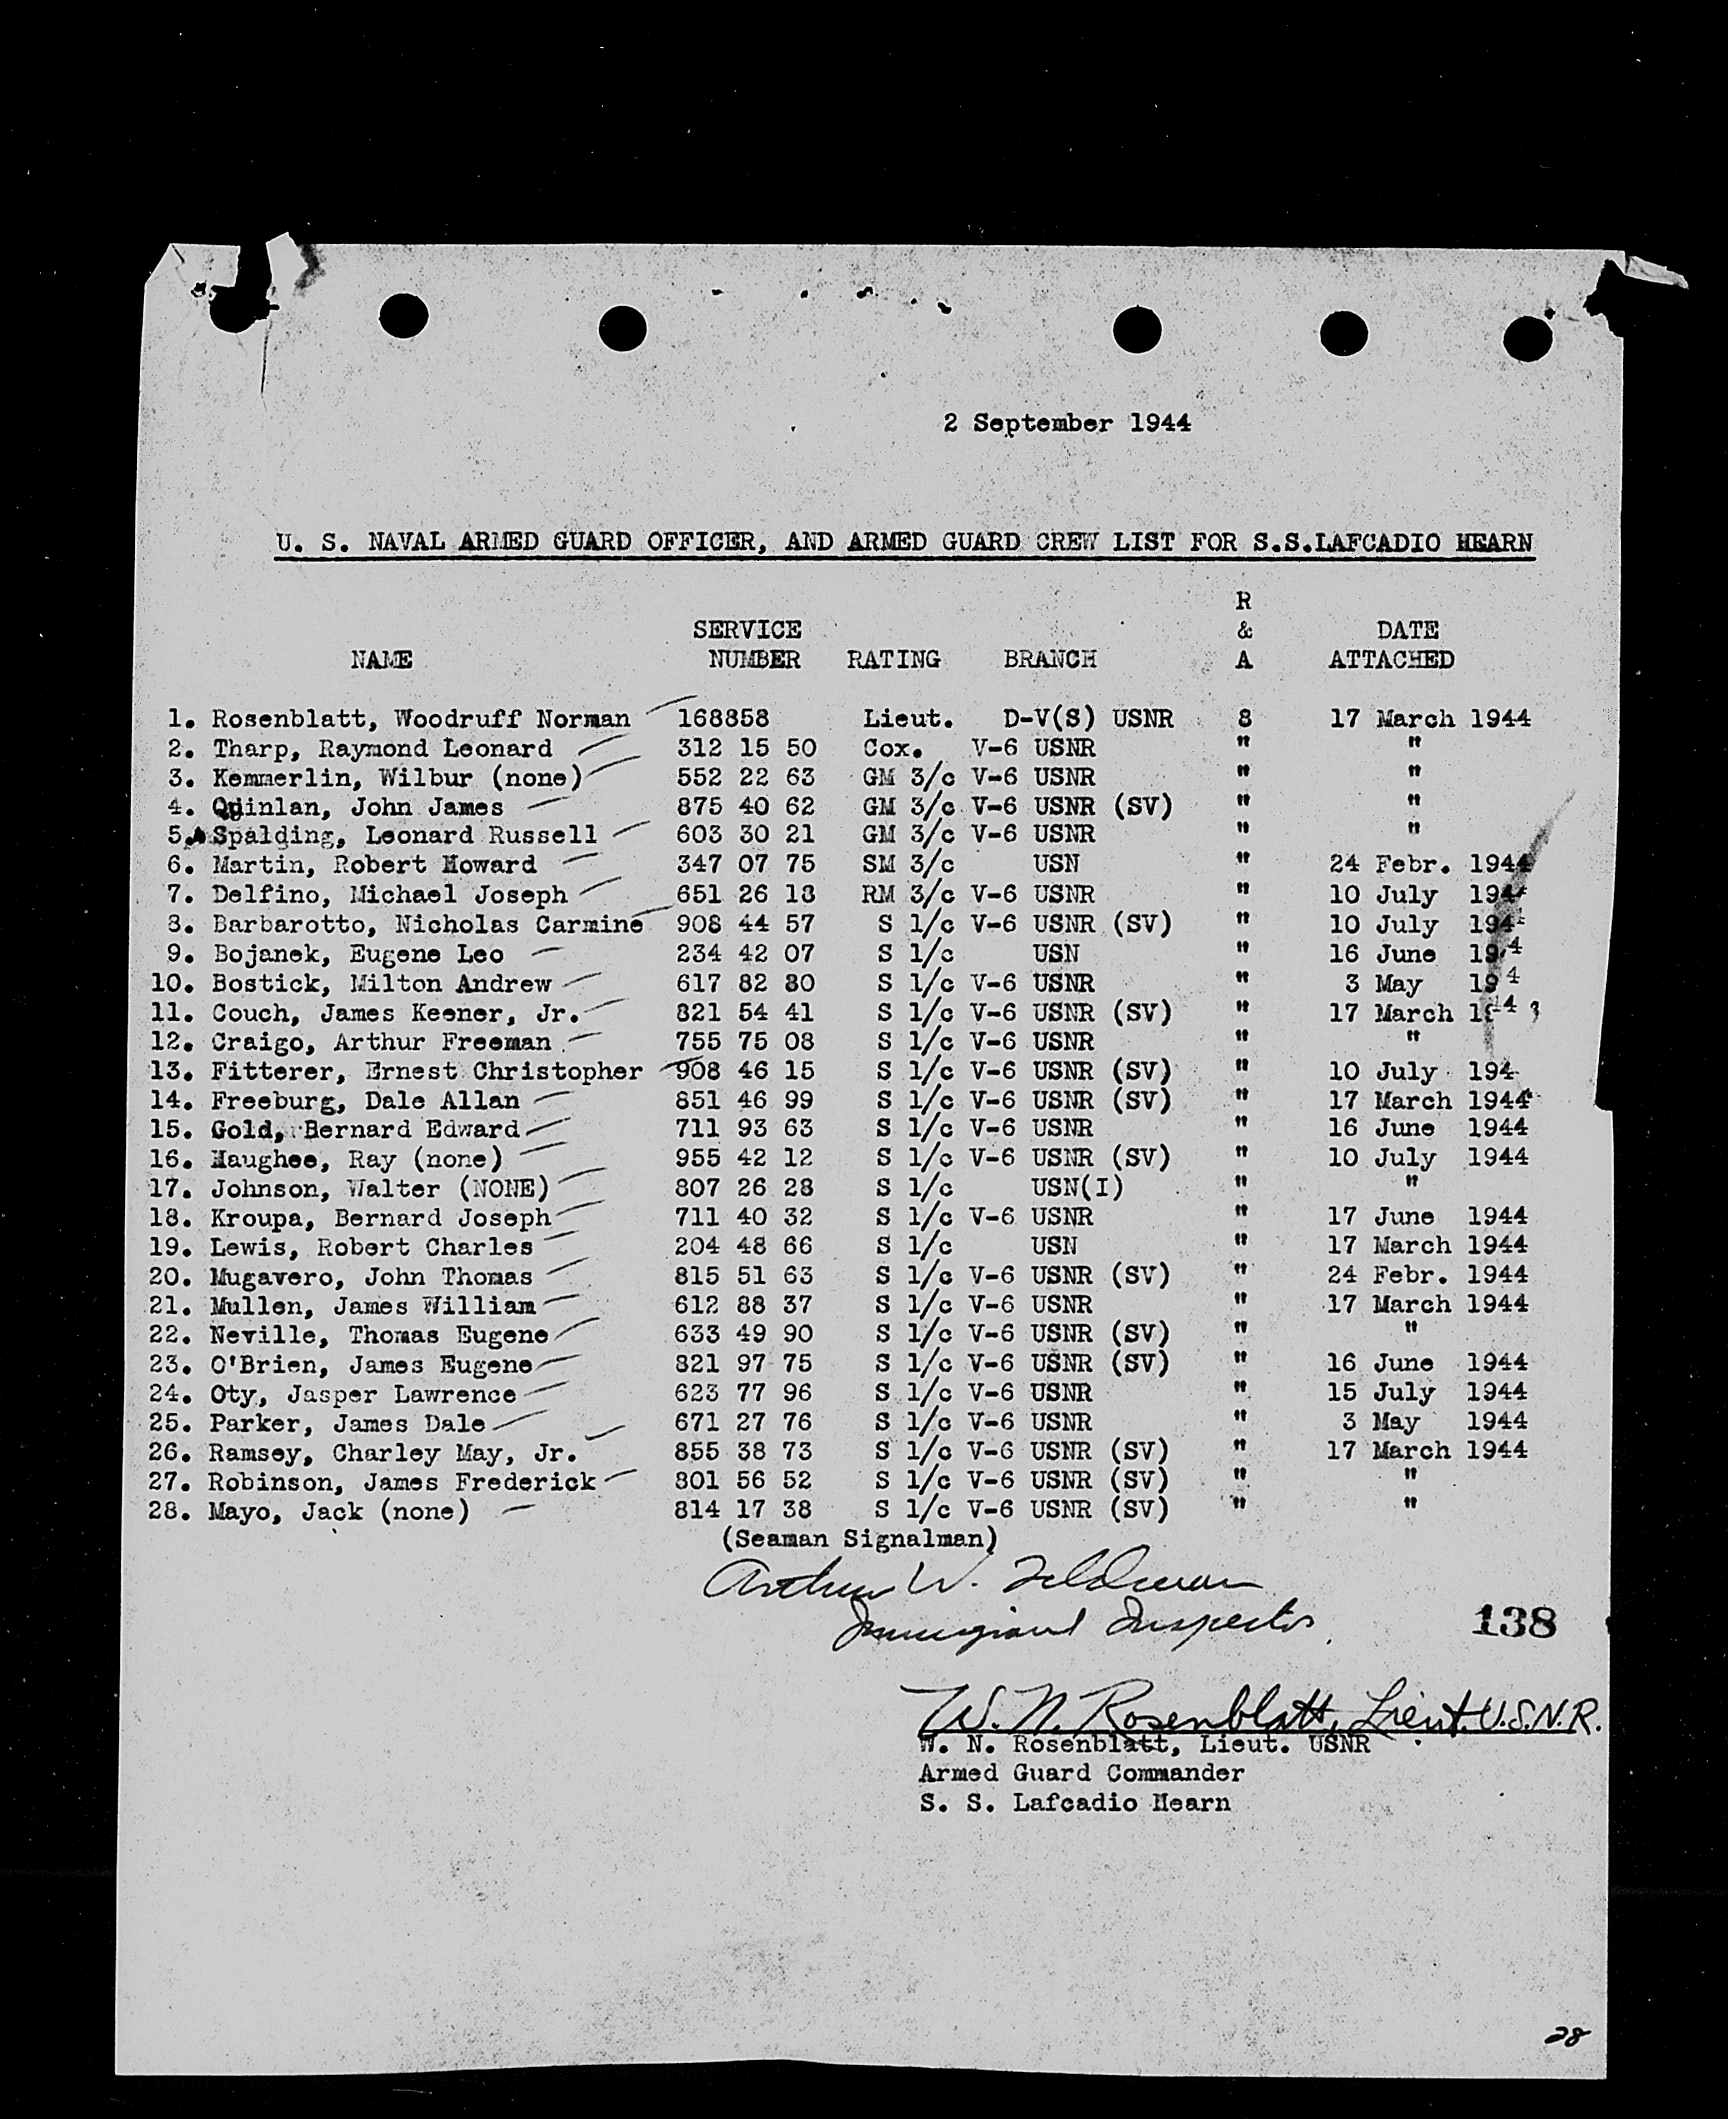 2 September 1944
U. S. NAVAL ARMED GUARD OFFICER, AND ARMED GUARD CREW LIST FOR S.S.LAFCADIO HEARN
R
SERVICE & DATE
NAME NUMBER RATING BRANCH A ATTACHED
1. Rosenblatt, Woodruff Norman 168858 Lieut. D-V(S) USNR 8 17 March 1944
2. Tharp, Raymond Leonard 312 15 50 Cox. V-6 USNR " "
3. Kemmerlin, Wilbur (none) 552 22 63 GM 3/c V-6 USNR " "
4. Quinlan, John James 875 40 62 GM 3/c V-6 USNR (SV) " "
5. Spalding, Leonard Russell 603 30 21 GM 3/c V-6 USNR " "
6. Martin, Robert Howard 347 07 75 SM 3/c USN " 24 Febr. 1944
7. Delfino, Michael Joseph 651 26 18 RM 3/c V-6 USNR " 10 July 1944
8. Barbarotto, Nicholas Carmine 908 44 57 S 1/c V-6 USNR (SV) " 10 July 1944
9. Bojanek, Eugene Leo 234 42 07 S 1/c USN " 16 June 1944
10. Bostick, Milton Andrew 617 82 80 S 1/c V-6 USNR " 3 May 194
11. Couch, James Keener, Jr. 821 54 41 S 1/c V-6 USNR (SV) " 17 March
12. Craigo, Arthur Freeman 755 75 08 S 1/c V-6 USNR " "
13. Fitterer, Ernest Christopher 908 46 15 S 1/c V-6 USNR (SV) " 10 July 194
14. Freeburg, Dale Allan 851 46 99 S 1/c V-6 USNR (SV) " 17 March 1944
15. Gold, Bernard Edward 711 93 63 S 1/c V-6 USNR " 16 June 1944
16. Haughee, Ray (none) 955 42 12 S 1/c V-6 USNR (SV) " 10 July 1944
17. Johnson, Walter (NONE) 807 26 28 S 1/c USN(I) " "
18. Kroupa, Bernard Joseph 711 40 32 S 1/c V-6 USNR " 17 June 1944
19. Lewis, Robert Charles 204 48 66 S 1/c USN " 17 March 1944
20. Mugavero, John Thomas 815 51 63 S 1/c V-6 USNR (SV) " 24 Febr. 1944
21. Mullen, James William 612 88 37 S 1/c V-6 USNR " 17 March 1944
22. Neville, Thomas Eugene 633 49 90 S 1/c V-6 USNR (SV) " "
23. O'Brien, James Eugene 821 97 75 S 1/c V-6 USNR (SV) " 16 June 1944
24. Oty, Jasper Lawrence 623 77 96 S 1/c V-6 USNR " 15 July 1944
25. Parker, James Dale 671 27 76 S 1/c V-6 USNR " 3 May 1944
26. Ramsey, Charley May, Jr. 855 38 73 S 1/c V-6 USNR (SV) " 17 March 1944
27. Robinson, James Frederick 801 56 52 S 1/c V-6 USNR (SV) " "
28. Mayo, Jack (none) 814 17 38 S 1/c V-6 USNR (SV) " "
(Seaman Signalman)
Arthur W. Feldman
Immigrant Inspector
138
W. N. Rosenblatt, Lieut. U.S.N.R.
W. N. Rosenblatt, Lieut. USNR
Armed Guard Commander
S. S. Lafcadio Hearn
28